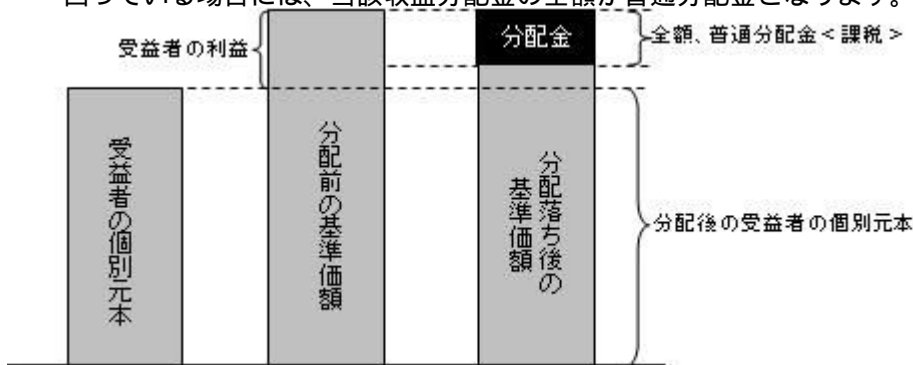 回っている場合には、当該収益分配金の全額が普通分配金となります。
受益者の利益
分配金
全額、普通分配金＜課税＞
受益者の個別元本
分配前の基準価額
分配落ち後の
基準価額
分配後の受益者の個別元本